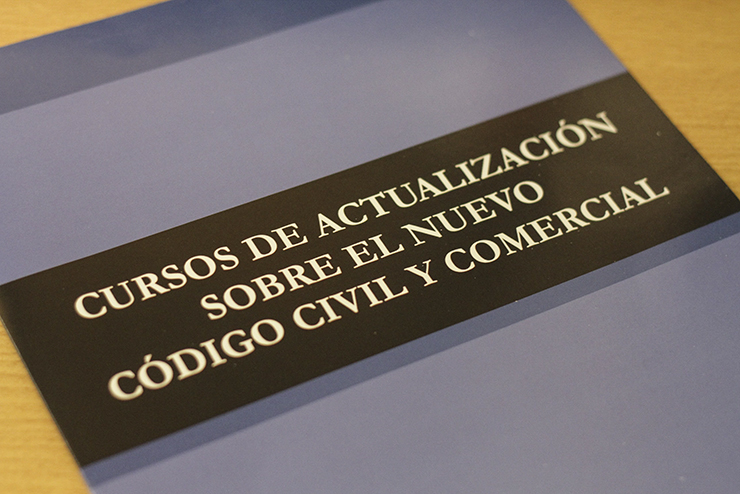 CURSOS DE ACTUALIZACIÓN
SOBRE EL NUEVO
CÓDIGO CIVIL Y COMERCIAL